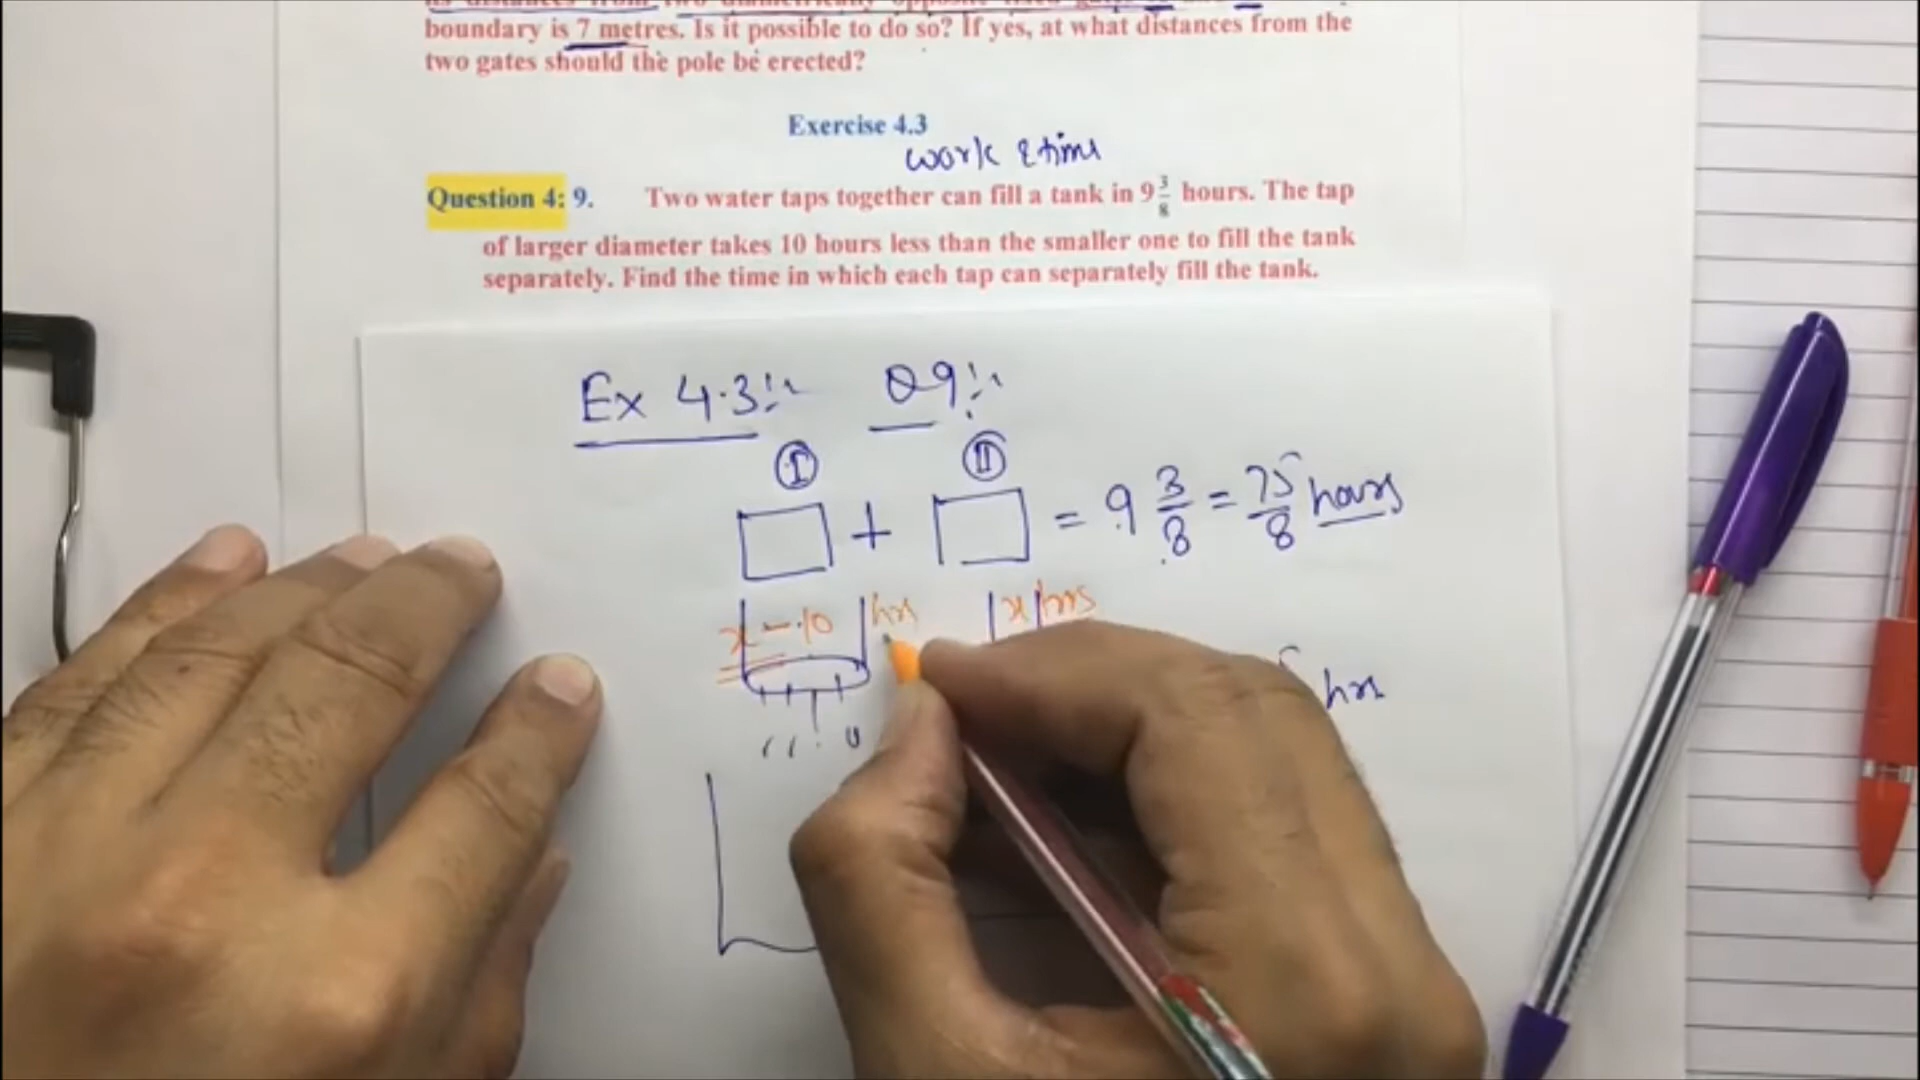 boundary is 7 metres. Is it possible to do so? If yes, at what distances from the
two gates should the pole be erected?
Exercise 4.3
work & time
Question 4: 9. Two water taps together can fill a tank in 9 3/8 hours. The tap
of larger diameter takes 10 hours less than the smaller one to fill the tank
separately. Find the time in which each tap can separately fill the tank.
Ex 4.3:- Q9:-
I II
+ = 9 3/8 = 75/8 hours
x - 10 hrs x hrs
hrs